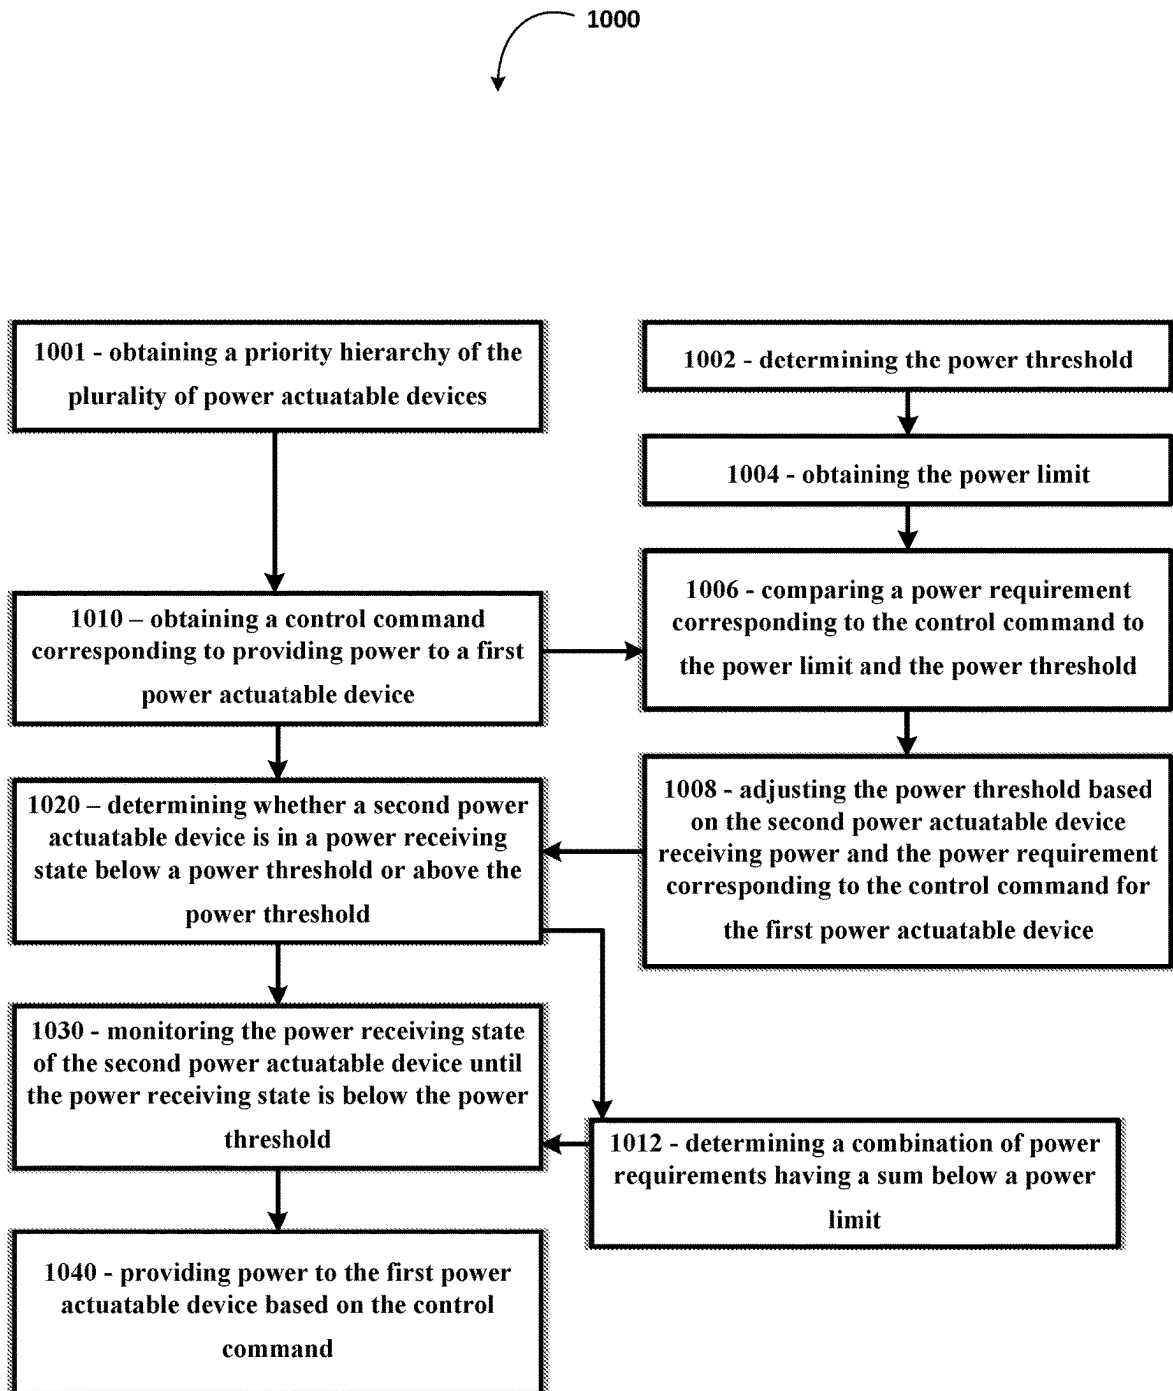 1000
1001 - obtaining a priority hierarchy of the
plurality of power actuatable devices
1002 - determining the power threshold
1004 - obtaining the power limit
1010 – obtaining a control command
corresponding to providing power to a first
power actuatable device
1006 - comparing a power requirement
corresponding to the control command to
the power limit and the power threshold
1020 – determining whether a second power
actuatable device is in a power receiving
state below a power threshold or above the
power threshold
1008 - adjusting the power threshold based
on the second power actuatable device
receiving power and the power requirement
corresponding to the control command for
the first power actuatable device
1030 - monitoring the power receiving state
of the second power actuatable device until
the power receiving state is below the power
threshold
1012 - determining a combination of power
requirements having a sum below a power
limit
1040 - providing power to the first power
actuatable device based on the control
command